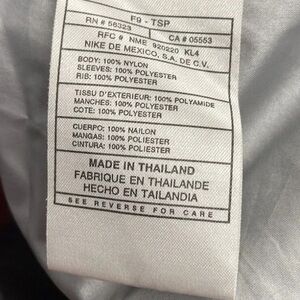 F9 - TSP
RN # 56323 CA # 05553
RFC # NME 920220 KL4
NIKE DE MEXICO, S.A. DE C.V.
BODY: 100% NYLON
SLEEVES: 100% POLYESTER
RIB: 100% POLYESTER
TISSU D'EXTERIEUR: 100% POLYAMIDE
MANCHES: 100% POLYESTER
COTE: 100% POLYESTER
CUERPO: 100% NAILON
MANGAS: 100% POLIESTER
CINTURA: 100% POLIESTER
MADE IN THAILAND
FABRIQUE EN THAILANDE
HECHO EN TAILANDIA
SEE REVERSE FOR CARE